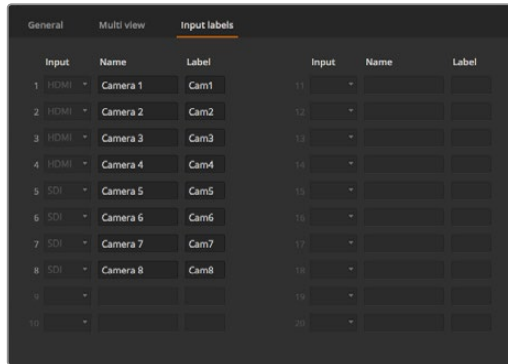 General Multi view Input labels
Input Name Label Input Name Label
1 HDMI Camera 1 Cam1 11
2 HDMI Camera 2 Cam2 12
3 HDMI Camera 3 Cam3 13
4 HDMI Camera 4 Cam4 14
5 SDI Camera 5 Cam5 15
6 SDI Camera 6 Cam6 16
7 SDI Camera 7 Cam7 17
8 SDI Camera 8 Cam8 18
9 19
10 20